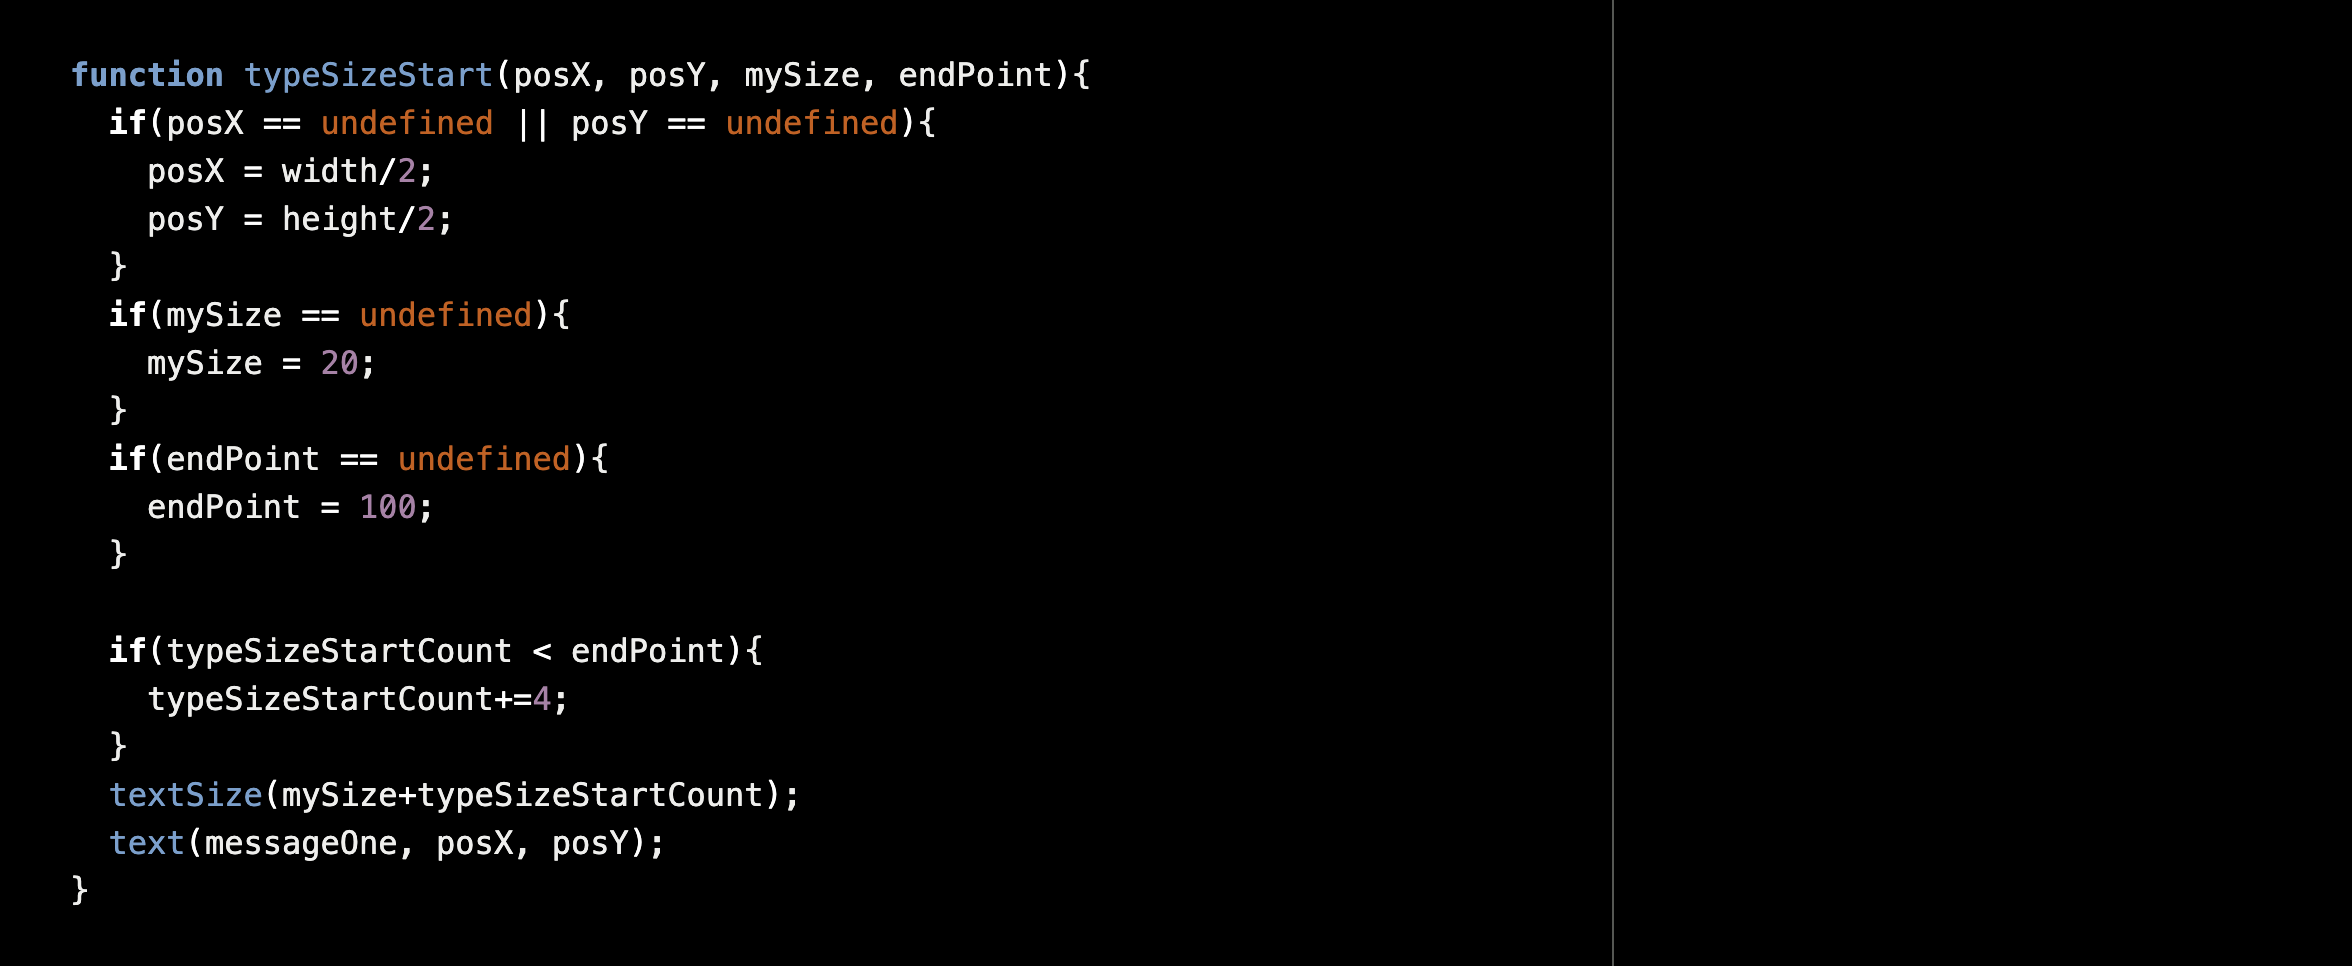 function typeSizeStart(posX, posY, mySize, endPoint){
  if(posX == undefined || posY == undefined){
    posX = width/2;
    posY = height/2;
  }
  if(mySize == undefined){
    mySize = 20;
  }
  if(endPoint == undefined){
    endPoint = 100;
  }

  if(typeSizeStartCount < endPoint){
    typeSizeStartCount+=4;
  }
  textSize(mySize+typeSizeStartCount);
  text(messageOne, posX, posY);
}